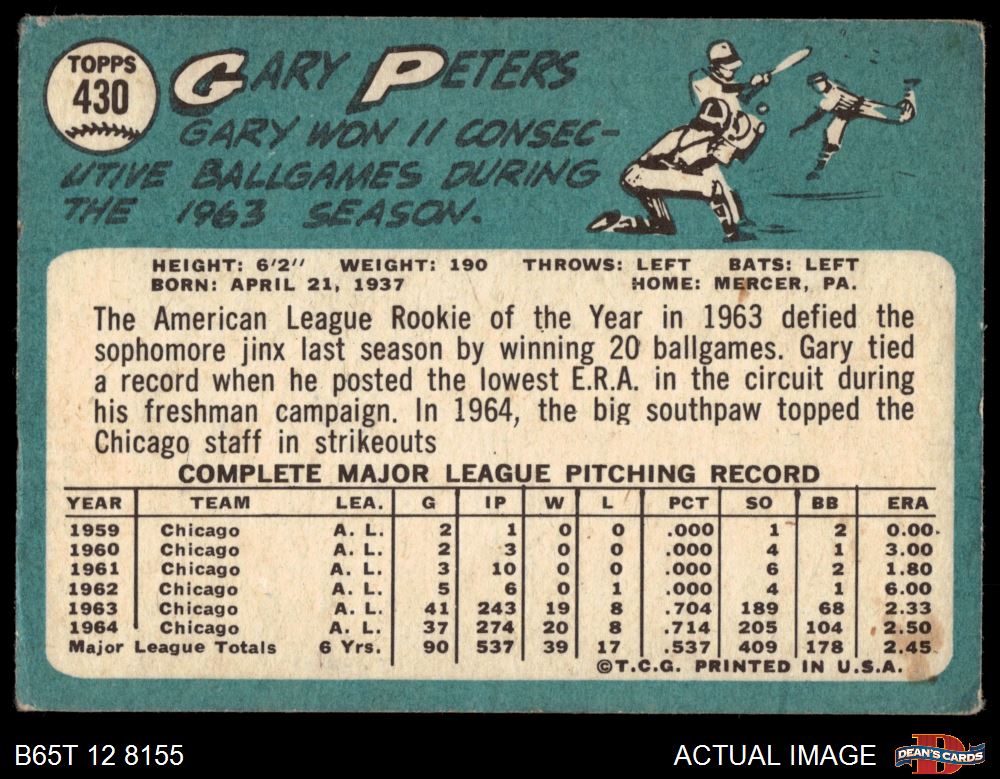 TOPPS
430
GARY PETERS
GARY WON 11 CONSEC-
UTIVE BALLGAMES DURING
THE 1963 SEASON.
HEIGHT: 6'2" WEIGHT: 190 THROWS: LEFT BATS: LEFT
BORN: APRIL 21, 1937 HOME: MERCER, PA.
The American League Rookie of the Year in 1963 defied the
sophomore jinx last season by winning 20 ballgames. Gary tied
a record when he posted the lowest E.R.A. in the circuit during
his freshman campaign. In 1964, the big southpaw topped the
Chicago staff in strikeouts
COMPLETE MAJOR LEAGUE PITCHING RECORD
YEAR TEAM LEA. G IP W L PCT SO BB ERA
1959 Chicago A. L. 2 1 0 0 .000 1 2 0.00
1960 Chicago A. L. 2 3 0 0 .000 4 1 3.00
1961 Chicago A. L. 3 10 0 0 .000 6 2 1.80
1962 Chicago A. L. 5 6 0 1 .000 4 1 6.00
1963 Chicago A. L. 41 243 19 8 .704 189 68 2.33
1964 Chicago A. L. 37 274 20 8 .714 205 104 2.50
Major League Totals 6 Yrs. 90 537 39 17 .537 409 178 2.45
©T.C.G. PRINTED IN U.S.A.
B65T 12 8155
ACTUAL IMAGE
DEAN'S CARDS